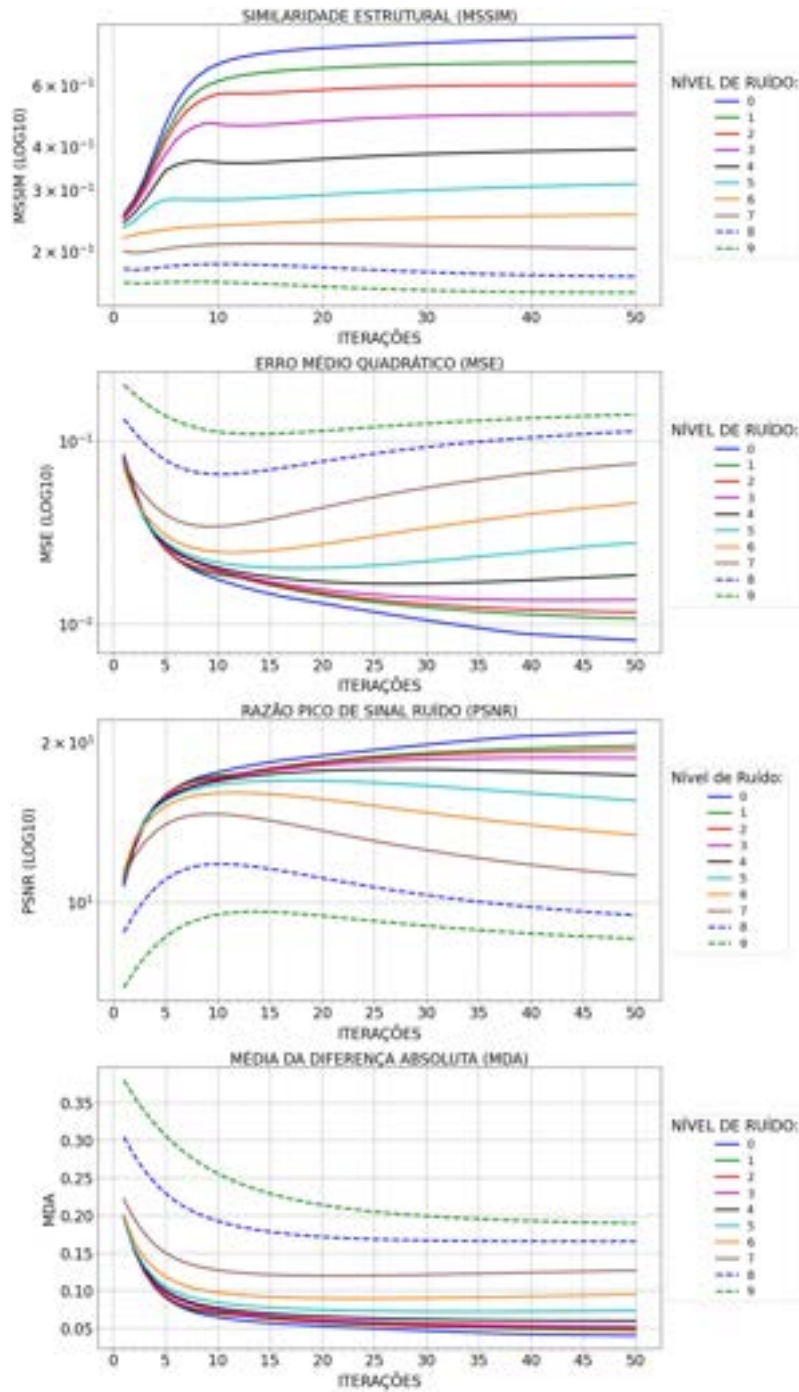 SIMILARIDADE ESTRUTURAL (MSSIM)
MSSIM (LOG10)
6 × 10⁻¹
4 × 10⁻¹
3 × 10⁻¹
2 × 10⁻¹
0 5 10 15 20 25 30 35 40 45 50
ITERAÇÕES
NÍVEL DE RUÍDO:
0
1
2
3
4
5
6
7
8
9
ERRO MÉDIO QUADRÁTICO (MSE)
MSE (LOG10)
10⁻¹
10⁻²
0 5 10 15 20 25 30 35 40 45 50
ITERAÇÕES
NÍVEL DE RUÍDO:
0
1
2
3
4
5
6
7
8
9
RAZÃO PICO DE SINAL RUÍDO (PSNR)
PSNR (LOG10)
2 × 10¹
10¹
0 5 10 15 20 25 30 35 40 45 50
ITERAÇÕES
Nível de Ruído:
0
1
2
3
4
5
6
7
8
9
MÉDIA DA DIFERENÇA ABSOLUTA (MDA)
MDA
0.35
0.30
0.25
0.20
0.15
0.10
0.05
0 5 10 15 20 25 30 35 40 45 50
ITERAÇÕES
NÍVEL DE RUÍDO:
0
1
2
3
4
5
6
7
8
9